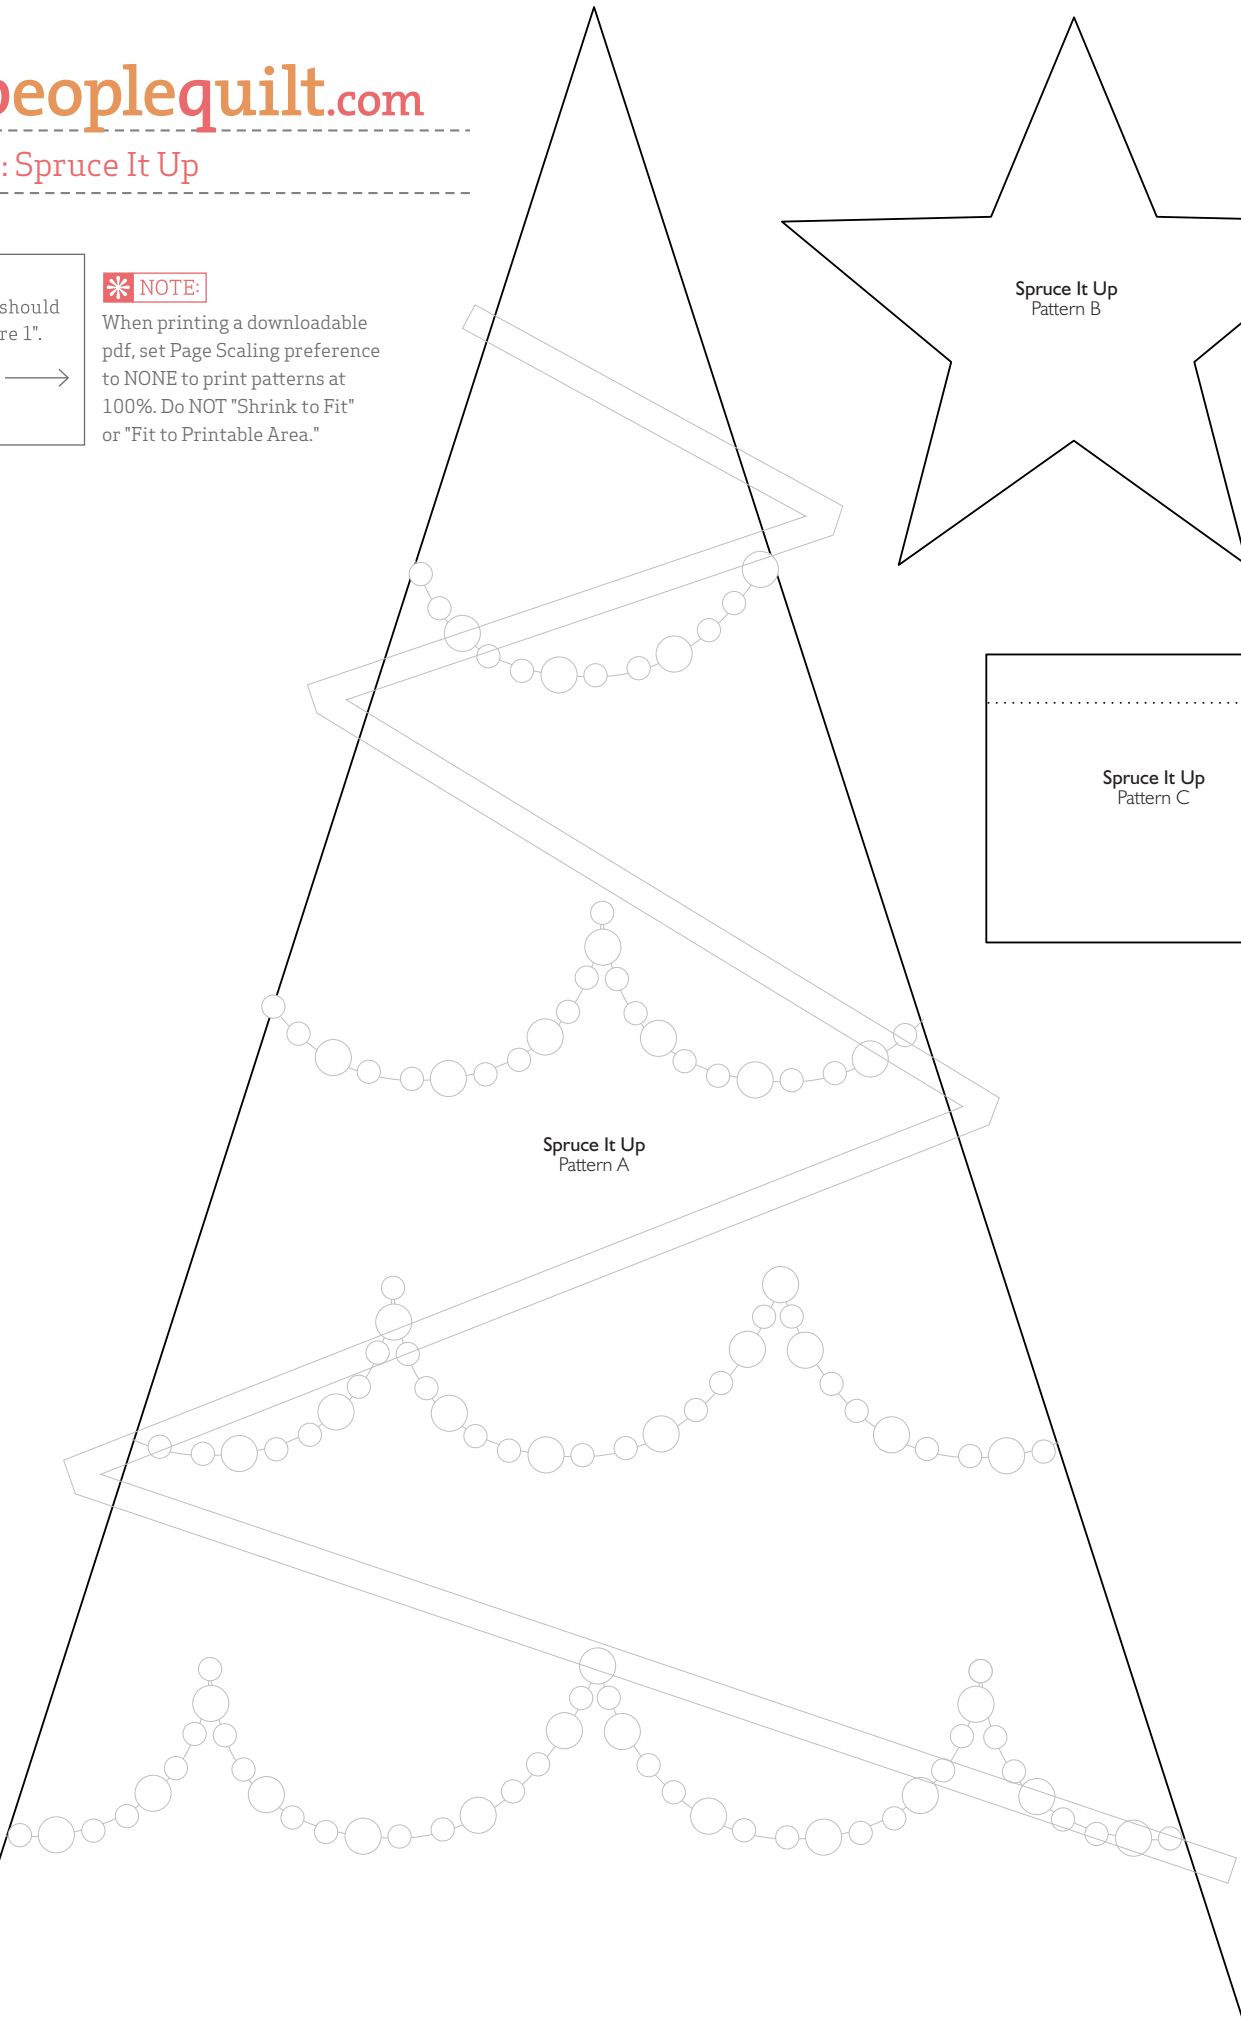 peoplequilt.com
: Spruce It Up
should
re 1".
NOTE:
When printing a downloadable
pdf, set Page Scaling preference
to NONE to print patterns at
100%. Do NOT "Shrink to Fit"
or "Fit to Printable Area."
Spruce It Up
Pattern B
Spruce It Up
Pattern C
Spruce It Up
Pattern A